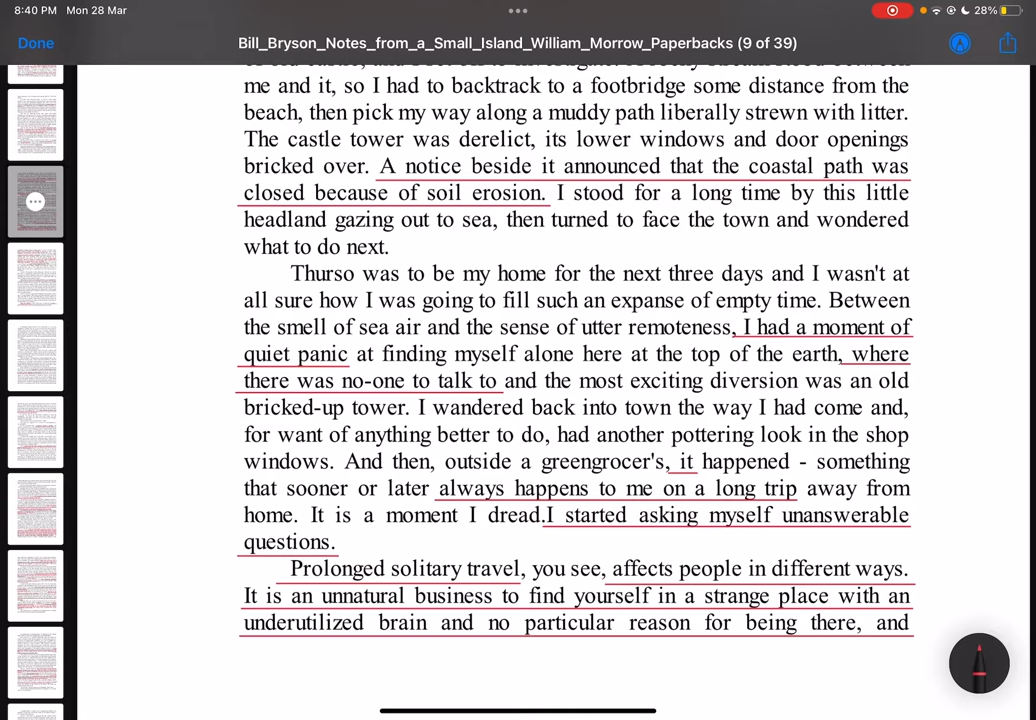 8:40 PM Mon 28 Mar
28%
Done
Bill_Bryson_Notes_from_a_Small_Island_William_Morrow_Paperbacks (9 of 39)
me and it, so I had to backtrack to a footbridge some distance from the
beach, then pick my way along a muddy path liberally strewn with litter.
The castle tower was derelict, its lower windows and door openings
bricked over. A notice beside it announced that the coastal path was
closed because of soil erosion. I stood for a long time by this little
headland gazing out to sea, then turned to face the town and wondered
what to do next.
Thurso was to be my home for the next three days and I wasn't at
all sure how I was going to fill such an expanse of empty time. Between
the smell of sea air and the sense of utter remoteness, I had a moment of
quiet panic at finding myself alone here at the top of the earth, where
there was no-one to talk to and the most exciting diversion was an old
bricked-up tower. I wandered back into town the way I had come and,
for want of anything better to do, had another pottering look in the shop
windows. And then, outside a greengrocer's, it happened - something
that sooner or later always happens to me on a long trip away from
home. It is a moment I dread.I started asking myself unanswerable
questions.
Prolonged solitary travel, you see, affects people in different ways.
It is an unnatural business to find yourself in a strange place with an
underutilized brain and no particular reason for being there, and